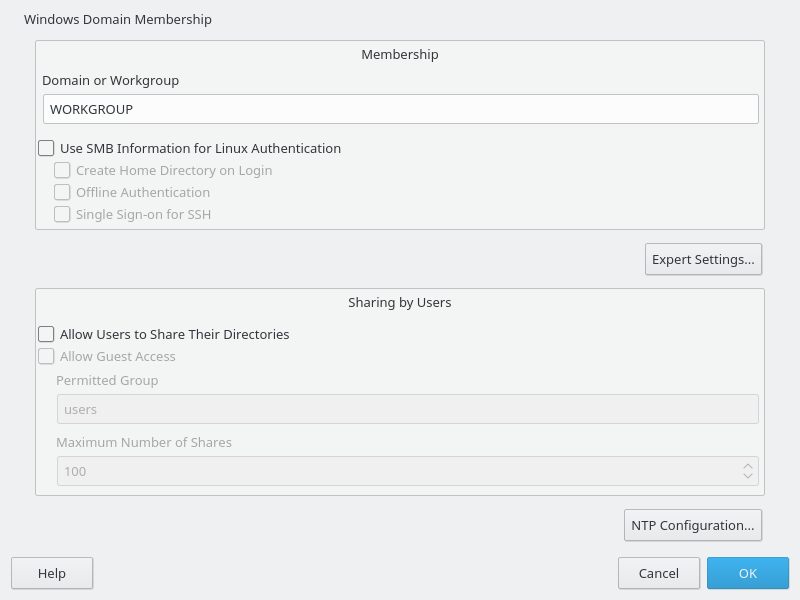 Windows Domain Membership
Membership
Domain or Workgroup
WORKGROUP
Use SMB Information for Linux Authentication
Create Home Directory on Login
Offline Authentication
Single Sign-on for SSH
Expert Settings...
Sharing by Users
Allow Users to Share Their Directories
Allow Guest Access
Permitted Group
users
Maximum Number of Shares
100
NTP Configuration...
Help
Cancel
OK